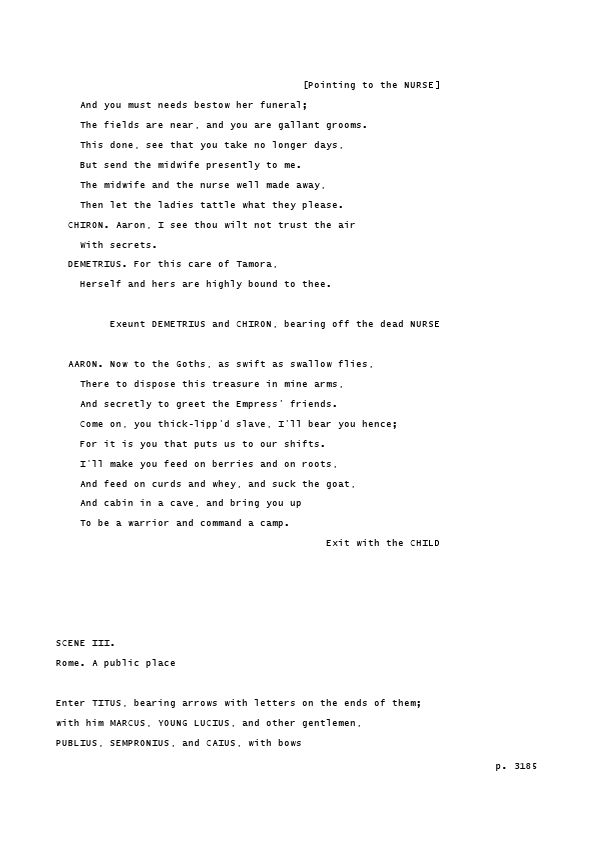 [Pointing to the NURSE]
And you must needs bestow her funeral;
The fields are near, and you are gallant grooms.
This done, see that you take no longer days,
But send the midwife presently to me.
The midwife and the nurse well made away,
Then let the ladies tattle what they please.
CHIRON. Aaron, I see thou wilt not trust the air
With secrets.
DEMETRIUS. For this care of Tamora,
Herself and hers are highly bound to thee.
Exeunt DEMETRIUS and CHIRON, bearing off the dead NURSE
AARON. Now to the Goths, as swift as swallow flies,
There to dispose this treasure in mine arms,
And secretly to greet the Empress' friends.
Come on, you thick-lipp'd slave, I'll bear you hence;
For it is you that puts us to our shifts.
I'll make you feed on berries and on roots,
And feed on curds and whey, and suck the goat,
And cabin in a cave, and bring you up
To be a warrior and command a camp.
Exit with the CHILD
SCENE III.
Rome. A public place
Enter TITUS, bearing arrows with letters on the ends of them;
with him MARCUS, YOUNG LUCIUS, and other gentlemen,
PUBLIUS, SEMPRONIUS, and CAIUS, with bows
p. 3185